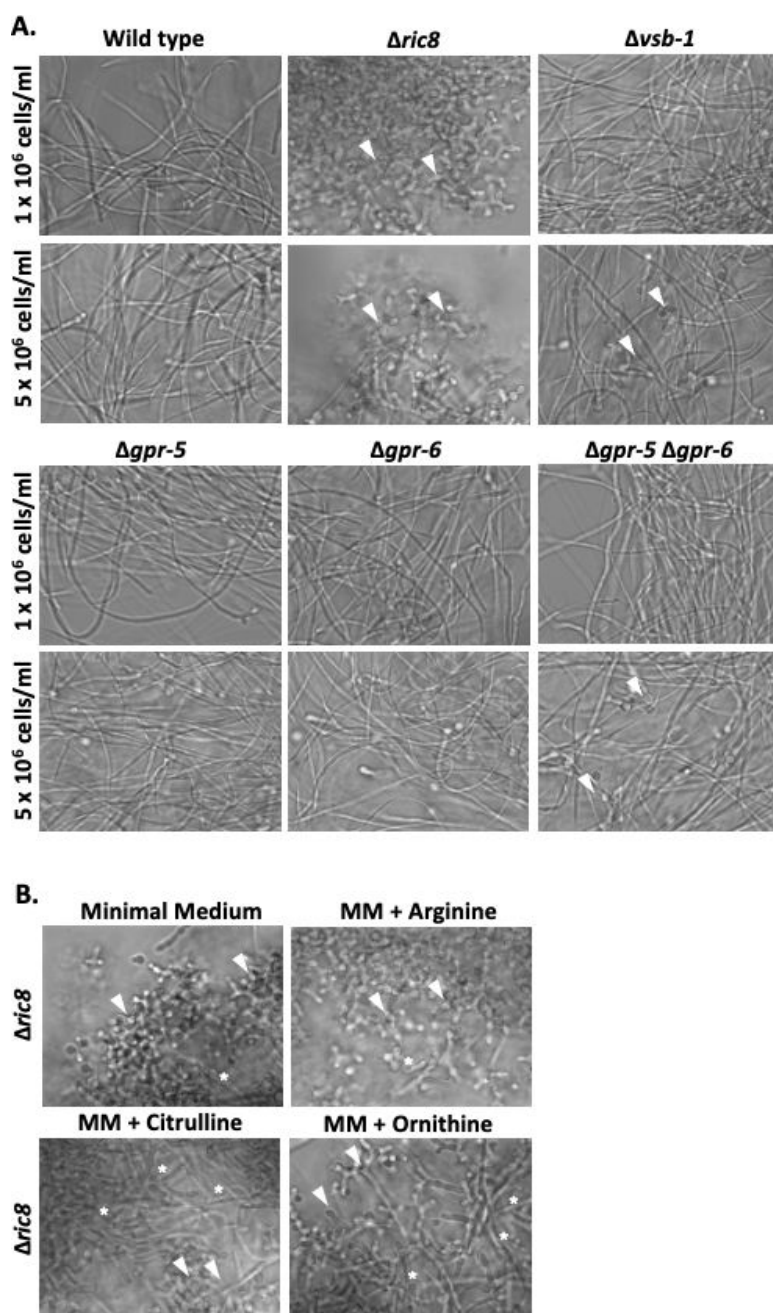 A.
Wild type Δric8 Δvsb-1
1 x 10⁶ cells/ml
5 x 10⁶ cells/ml
Δgpr-5 Δgpr-6 Δgpr-5 Δgpr-6
1 x 10⁶ cells/ml
5 x 10⁶ cells/ml
B.
Minimal Medium MM + Arginine
Δric8
MM + Citrulline MM + Ornithine
Δric8